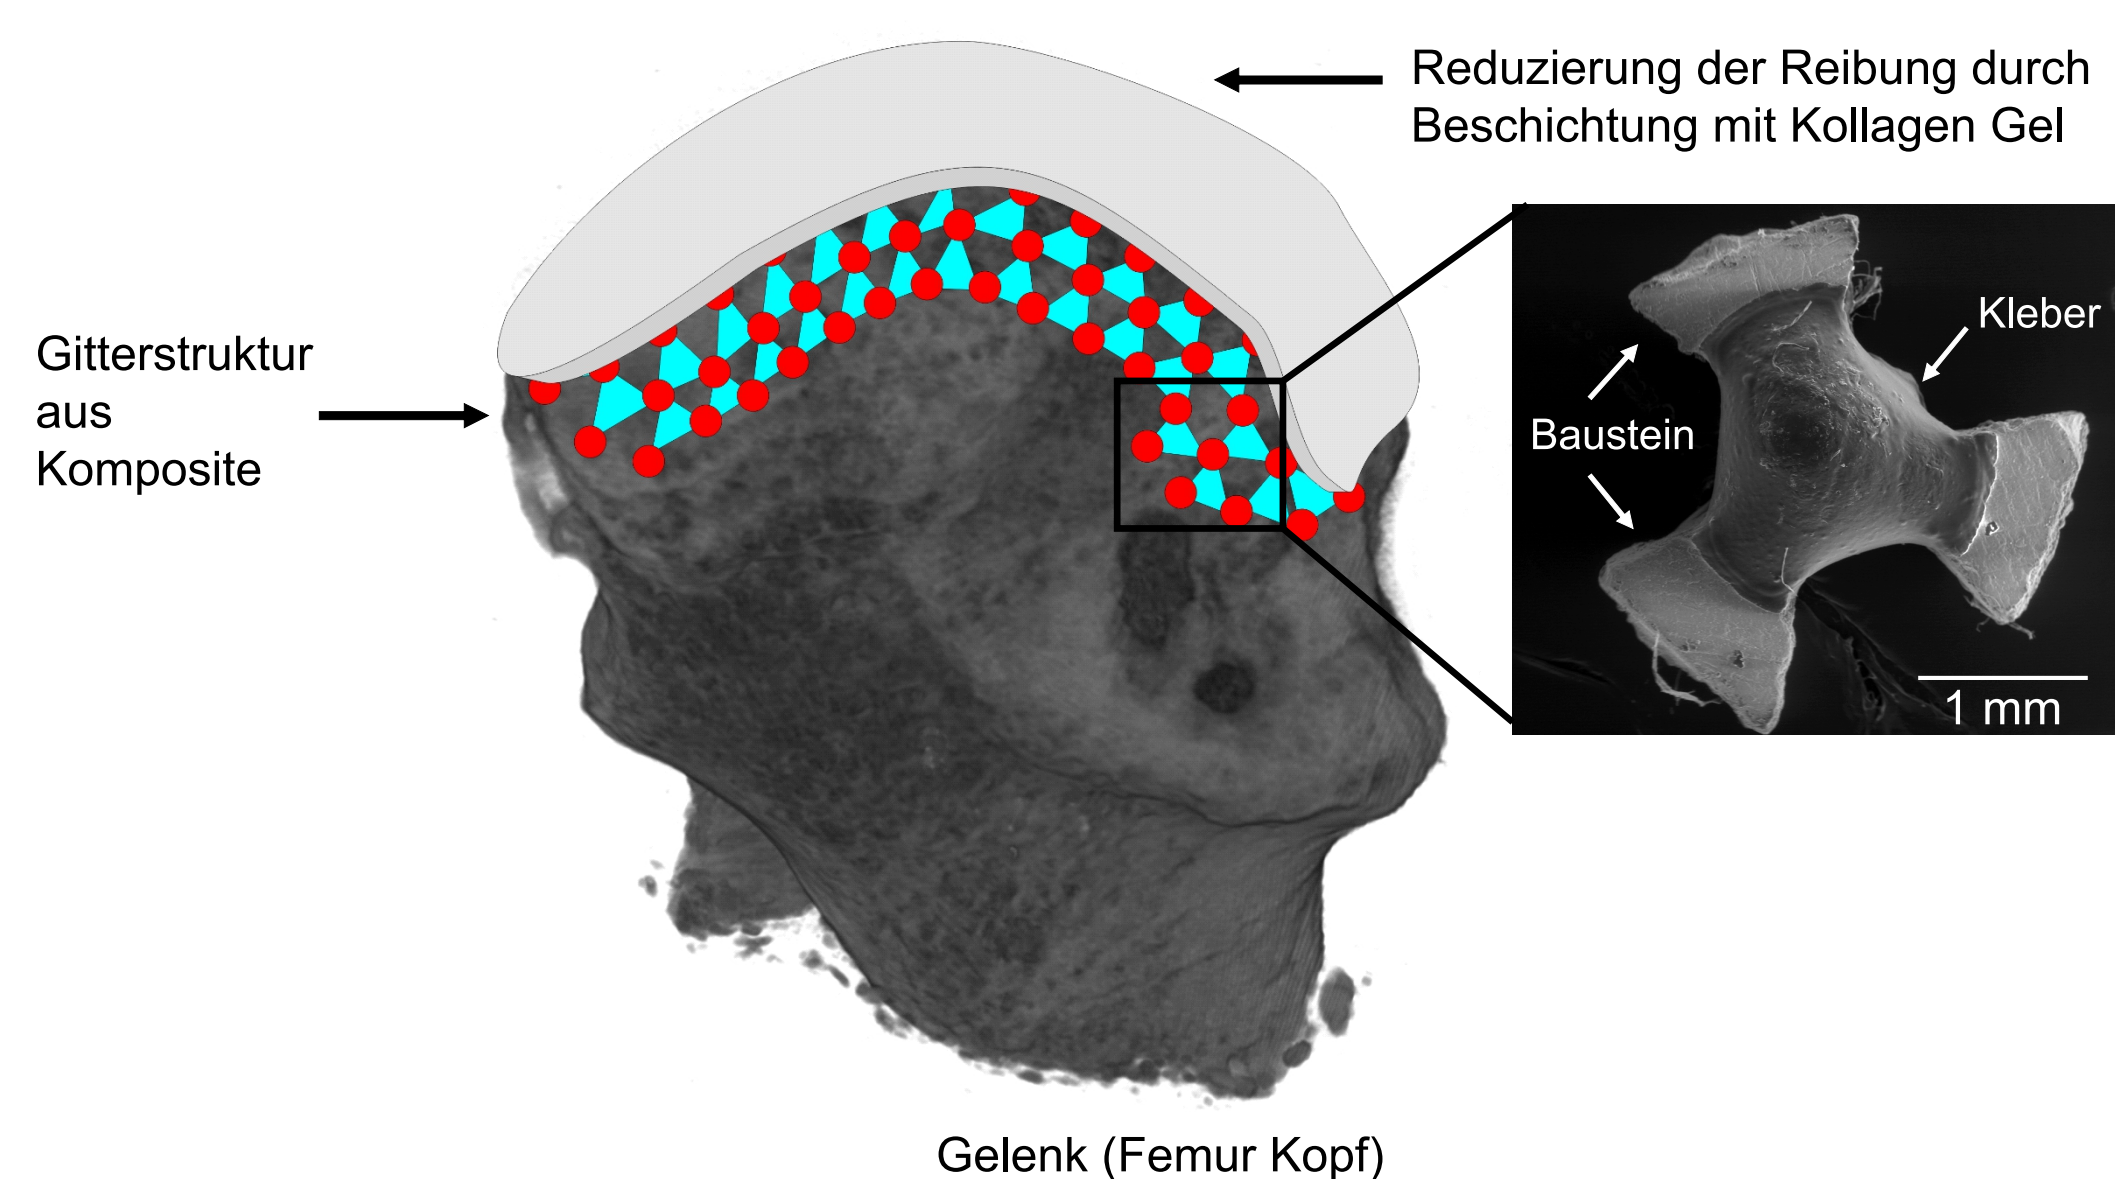 Reduzierung der Reibung durch
Beschichtung mit Kollagen Gel
Gitterstruktur
aus
Komposite
Kleber
Baustein
1 mm
Gelenk (Femur Kopf)